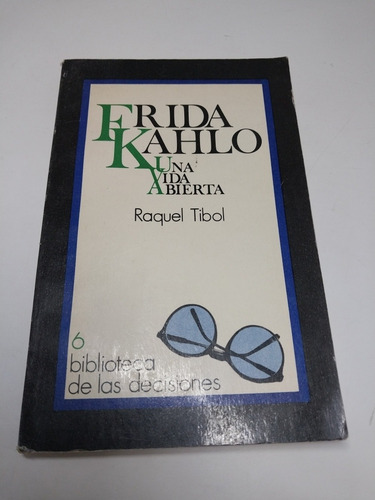 FRIDA
KAHLO
UNA
VIDA
ABIERTA
Raquel Tibol
6
biblioteca
de las decisiones